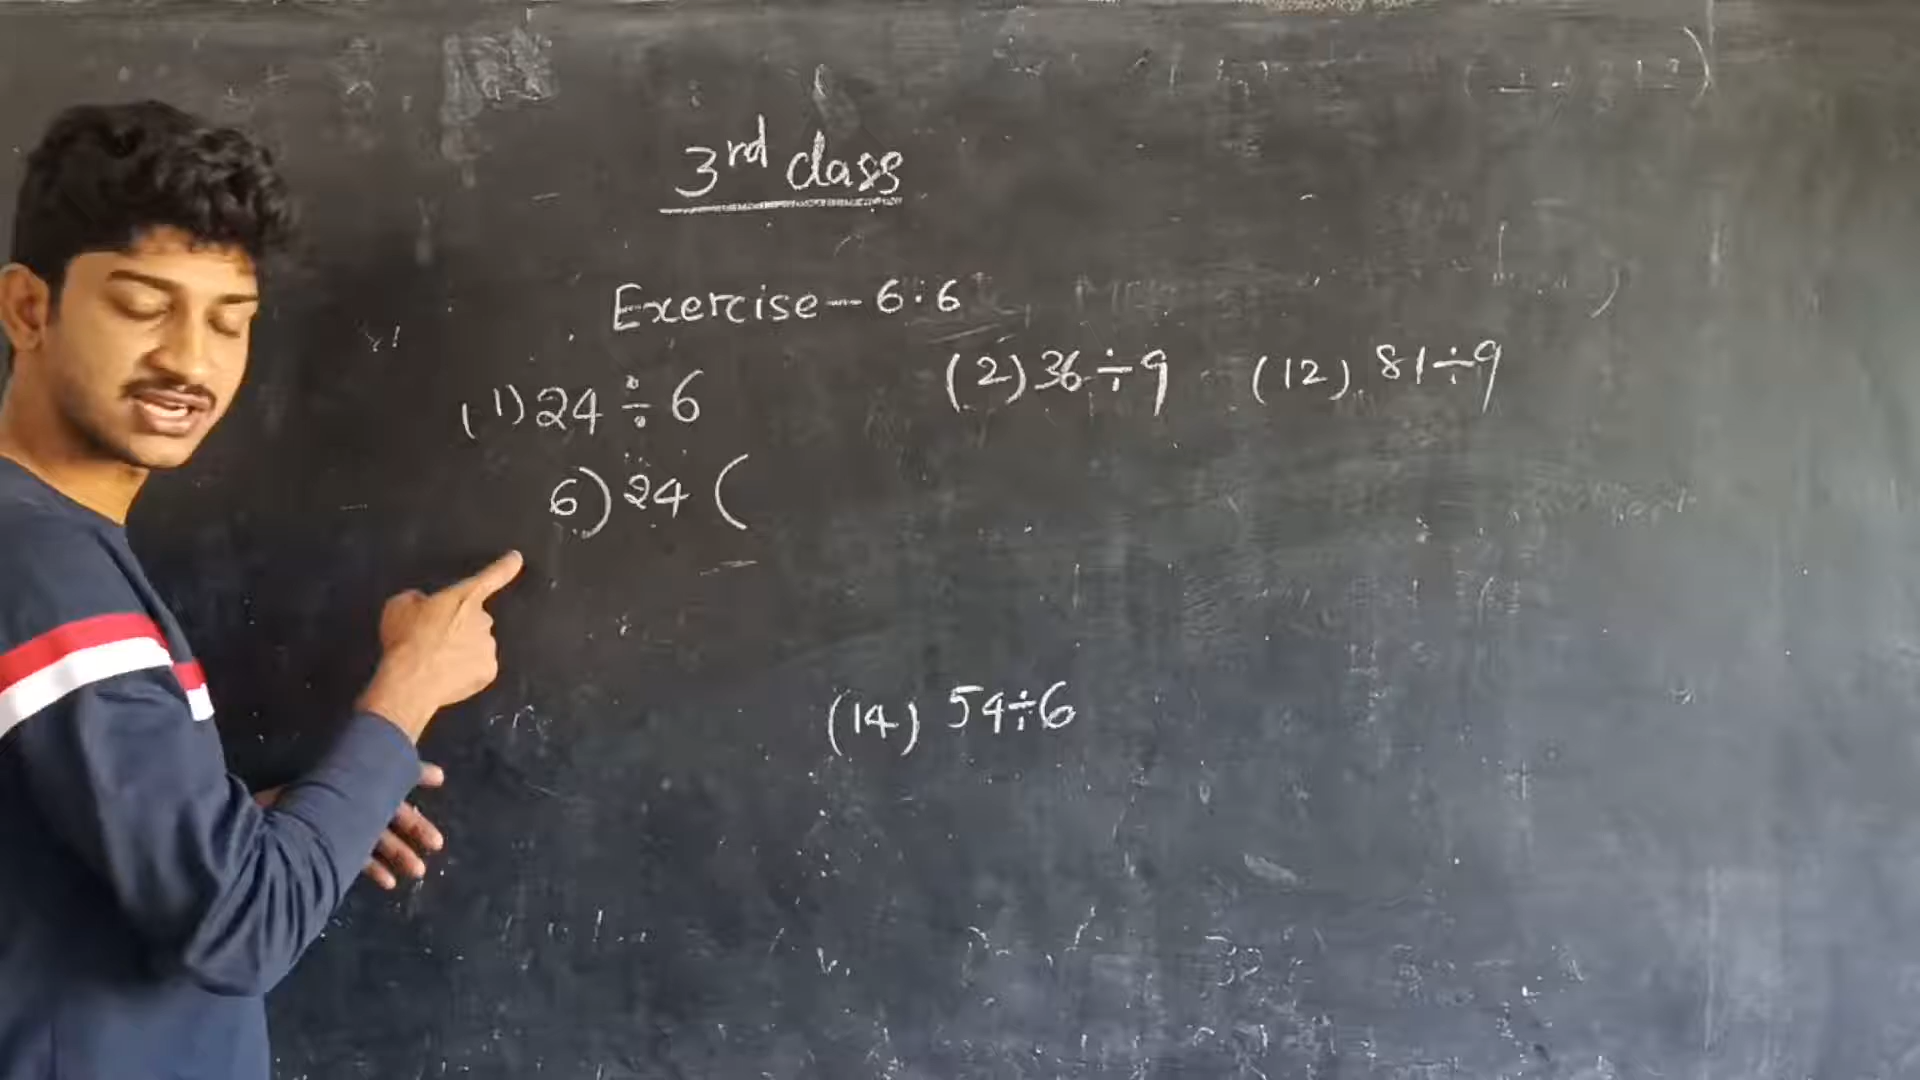 3rd class
Exercise - 6.6
(1) 24 ÷ 6
6) 24 (
(2) 36 ÷ 9
(12) 81 ÷ 9
(14) 54 ÷ 6